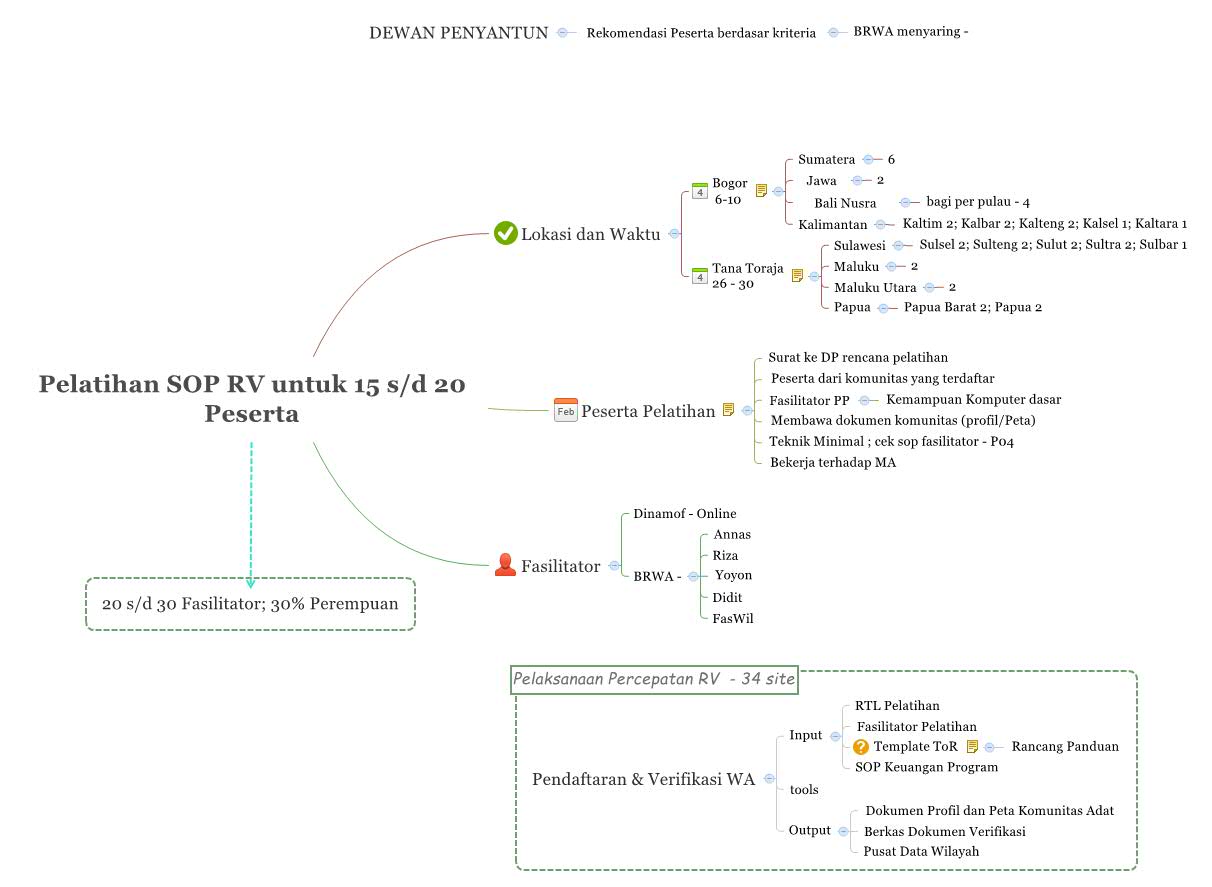 DEWAN PENYANTUN Rekomendasi Peserta berdasar kriteria BRWA menyaring -
Lokasi dan Waktu
4 Bogor
6-10
Sumatera 6
Jawa 2
Bali Nusra bagi per pulau - 4
Kalimantan Kaltim 2; Kalbar 2; Kalteng 2; Kalsel 1; Kaltara 1
4 Tana Toraja
26 - 30
Sulawesi Sulsel 2; Sulteng 2; Sulut 2; Sultra 2; Sulbar 1
Maluku 2
Maluku Utara 2
Papua Papua Barat 2; Papua 2
Pelatihan SOP RV untuk 15 s/d 20
Peserta
Feb Peserta Pelatihan
Surat ke DP rencana pelatihan
Peserta dari komunitas yang terdaftar
Fasilitator PP Kemampuan Komputer dasar
Membawa dokumen komunitas (profil/Peta)
Teknik Minimal ; cek sop fasilitator - P04
Bekerja terhadap MA
Fasilitator
Dinamof - Online
BRWA -
Annas
Riza
Yoyon
Didit
FasWil
20 s/d 30 Fasilitator; 30% Perempuan
Pelaksanaan Percepatan RV - 34 site
Pendaftaran & Verifikasi WA
Input
RTL Pelatihan
Fasilitator Pelatihan
? Template ToR Rancang Panduan
SOP Keuangan Program
tools
Output
Dokumen Profil dan Peta Komunitas Adat
Berkas Dokumen Verifikasi
Pusat Data Wilayah